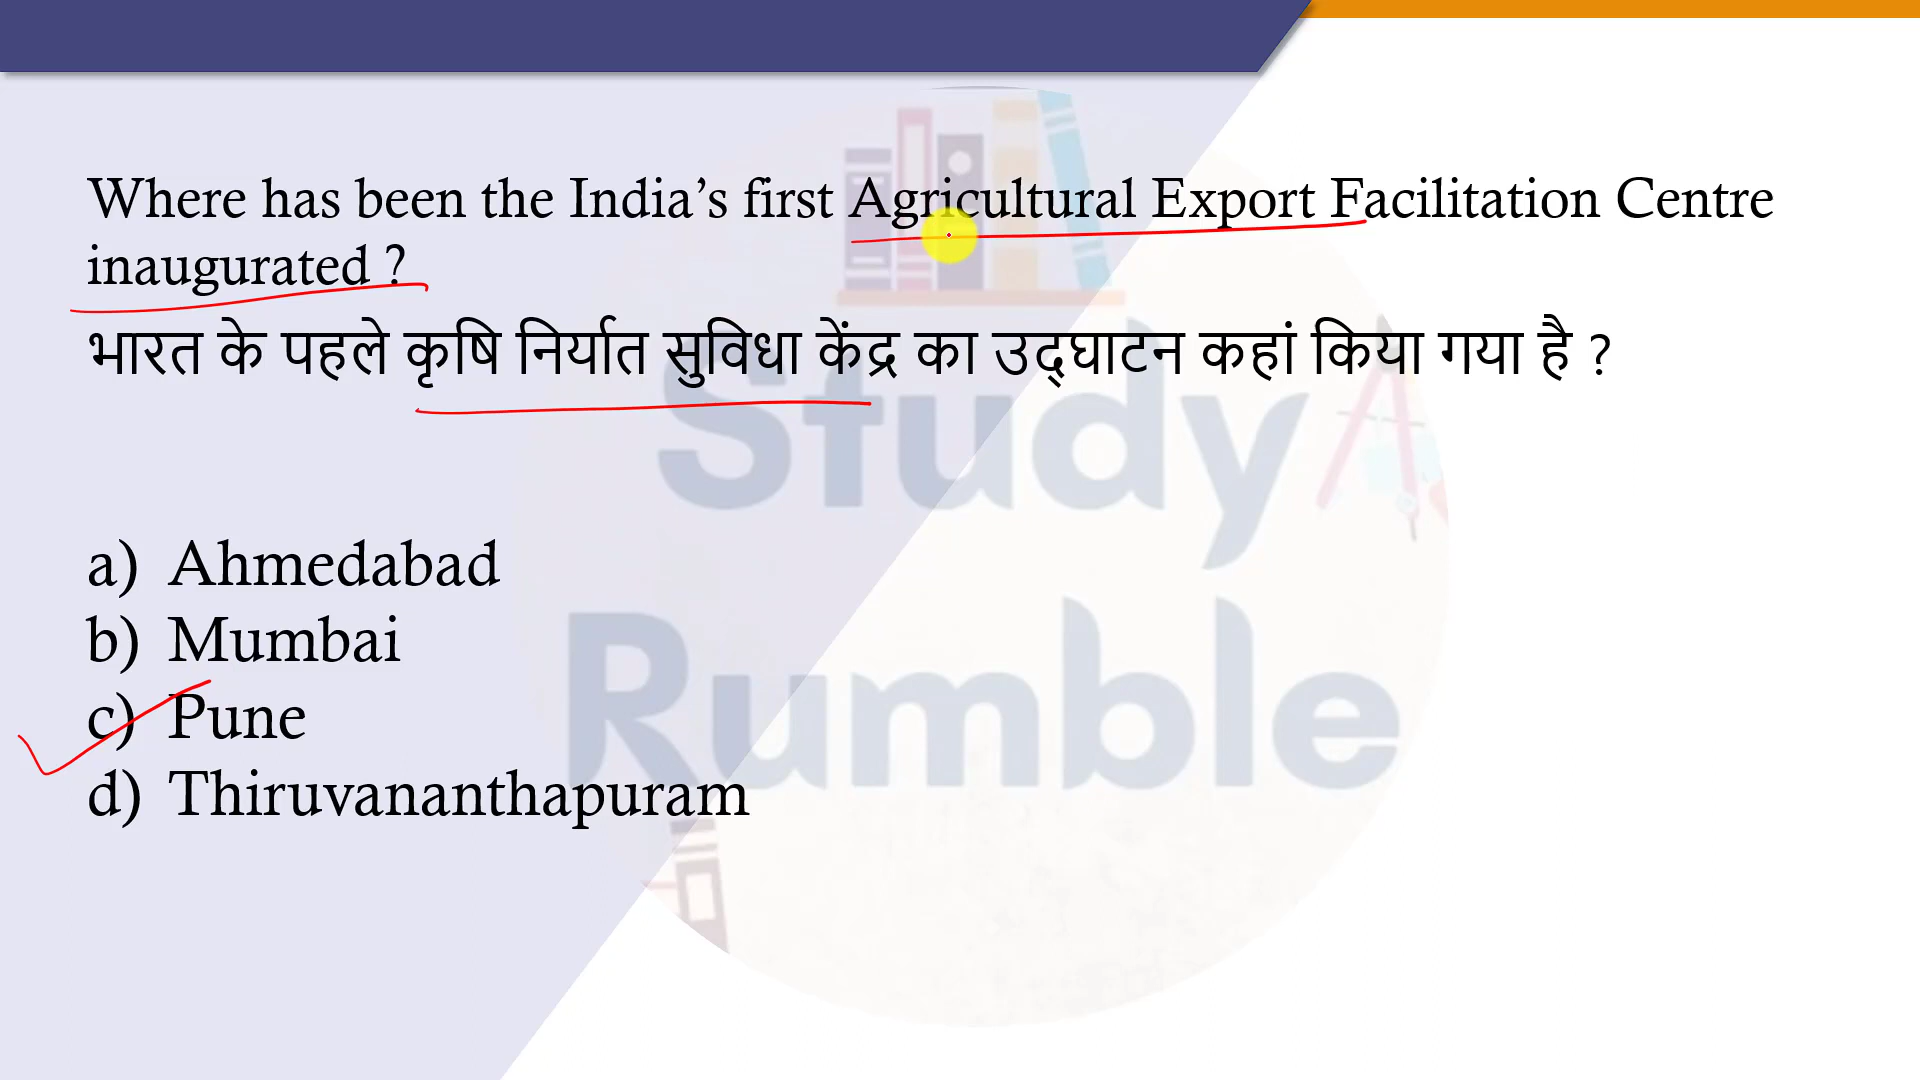 Where has been the India’s first Agricultural Export Facilitation Centre
inaugurated ?
भारत के पहले कृषि निर्यात सुविधा केंद्र का उद्घाटन कहां किया गया है ?
a) Ahmedabad
b) Mumbai
c) Pune
d) Thiruvananthapuram
Study
Rumble